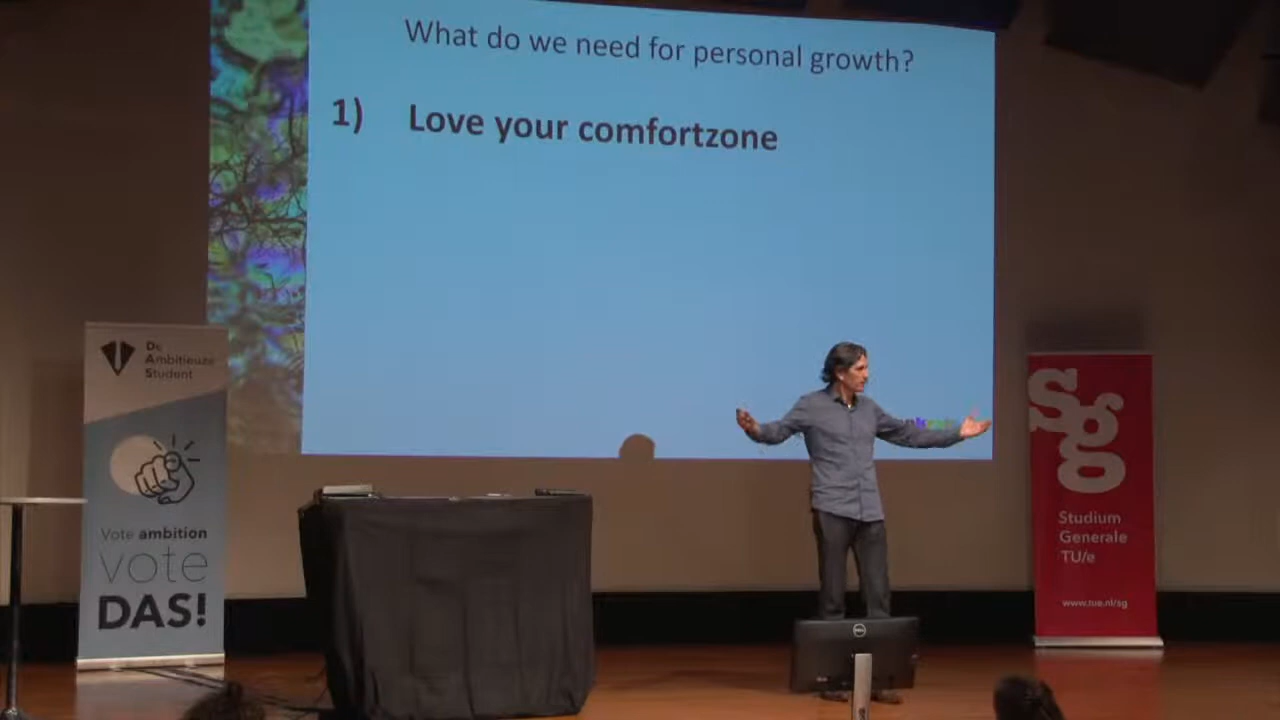 What do we need for personal growth?
1) Love your comfortzone
De
Ambitieuze
Student
Vote ambition
vote
DAS!
sg
Studium
Generale
TU/e
www.tue.nl/sg
DELL